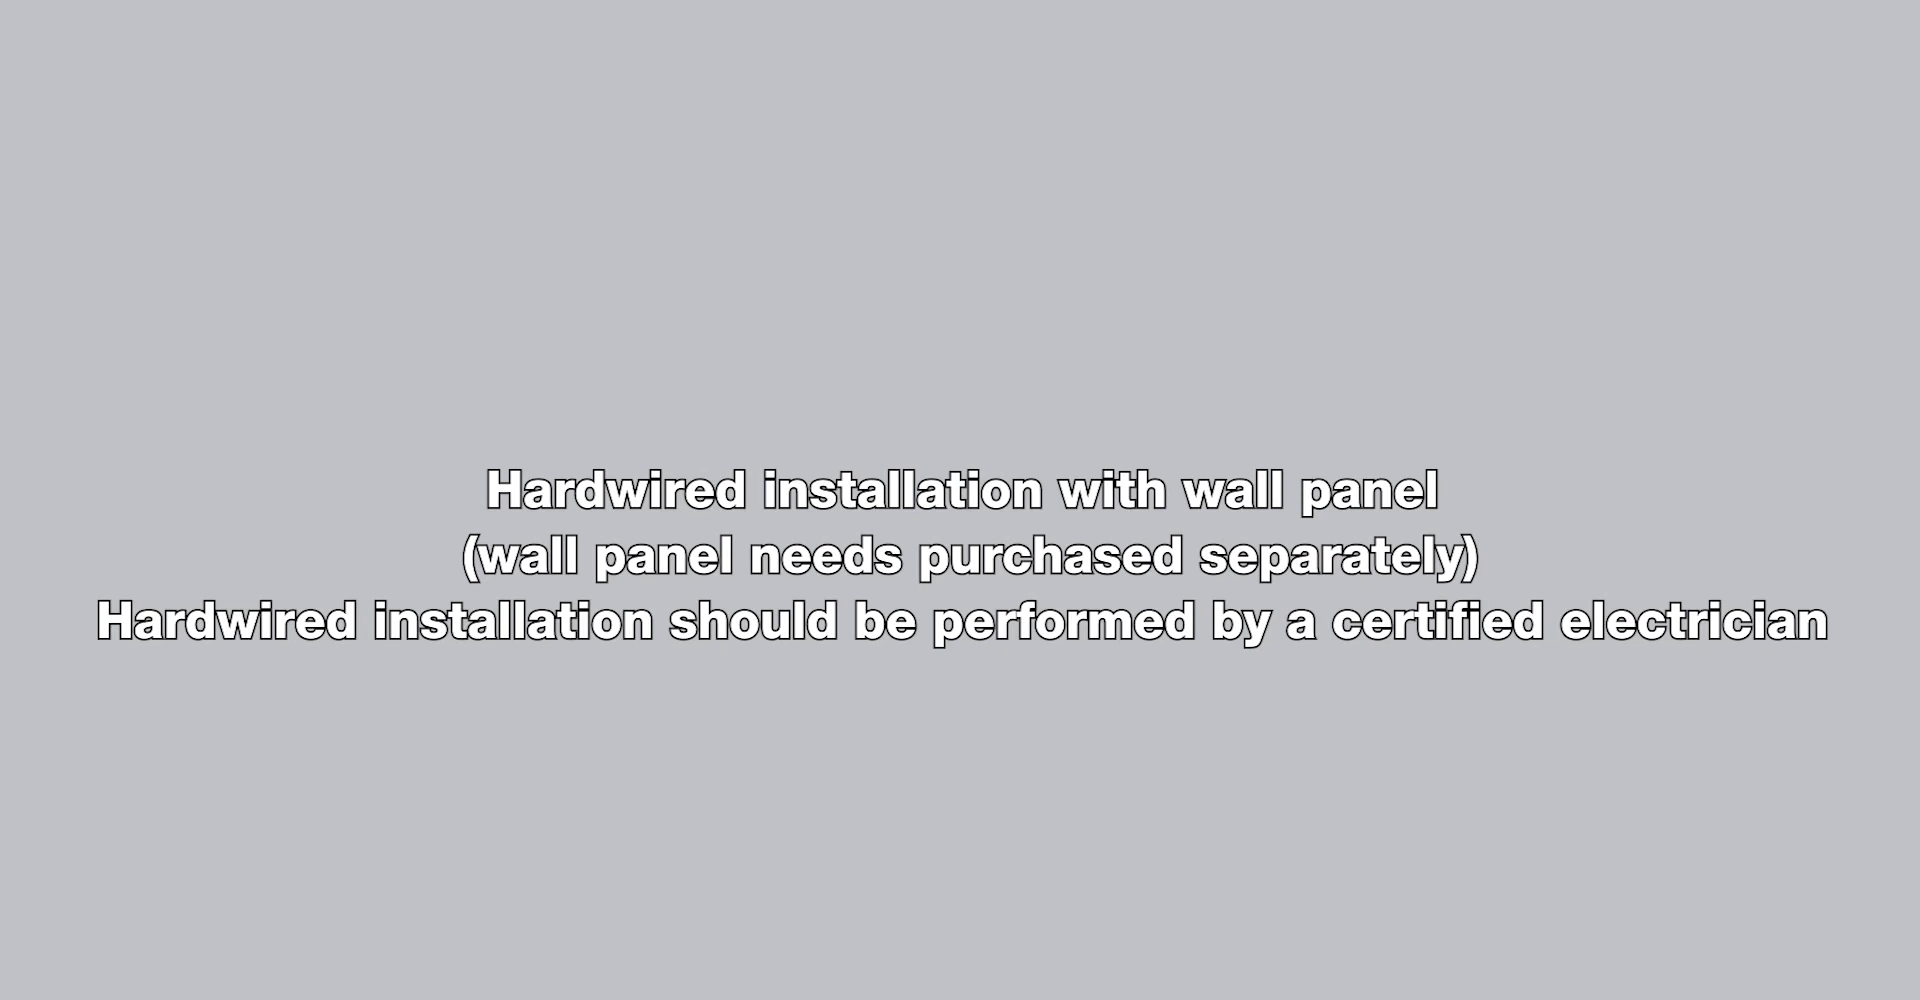 Hardwired installation with wall panel
(wall panel needs purchased separately)
Hardwired installation should be performed by a certified electrician